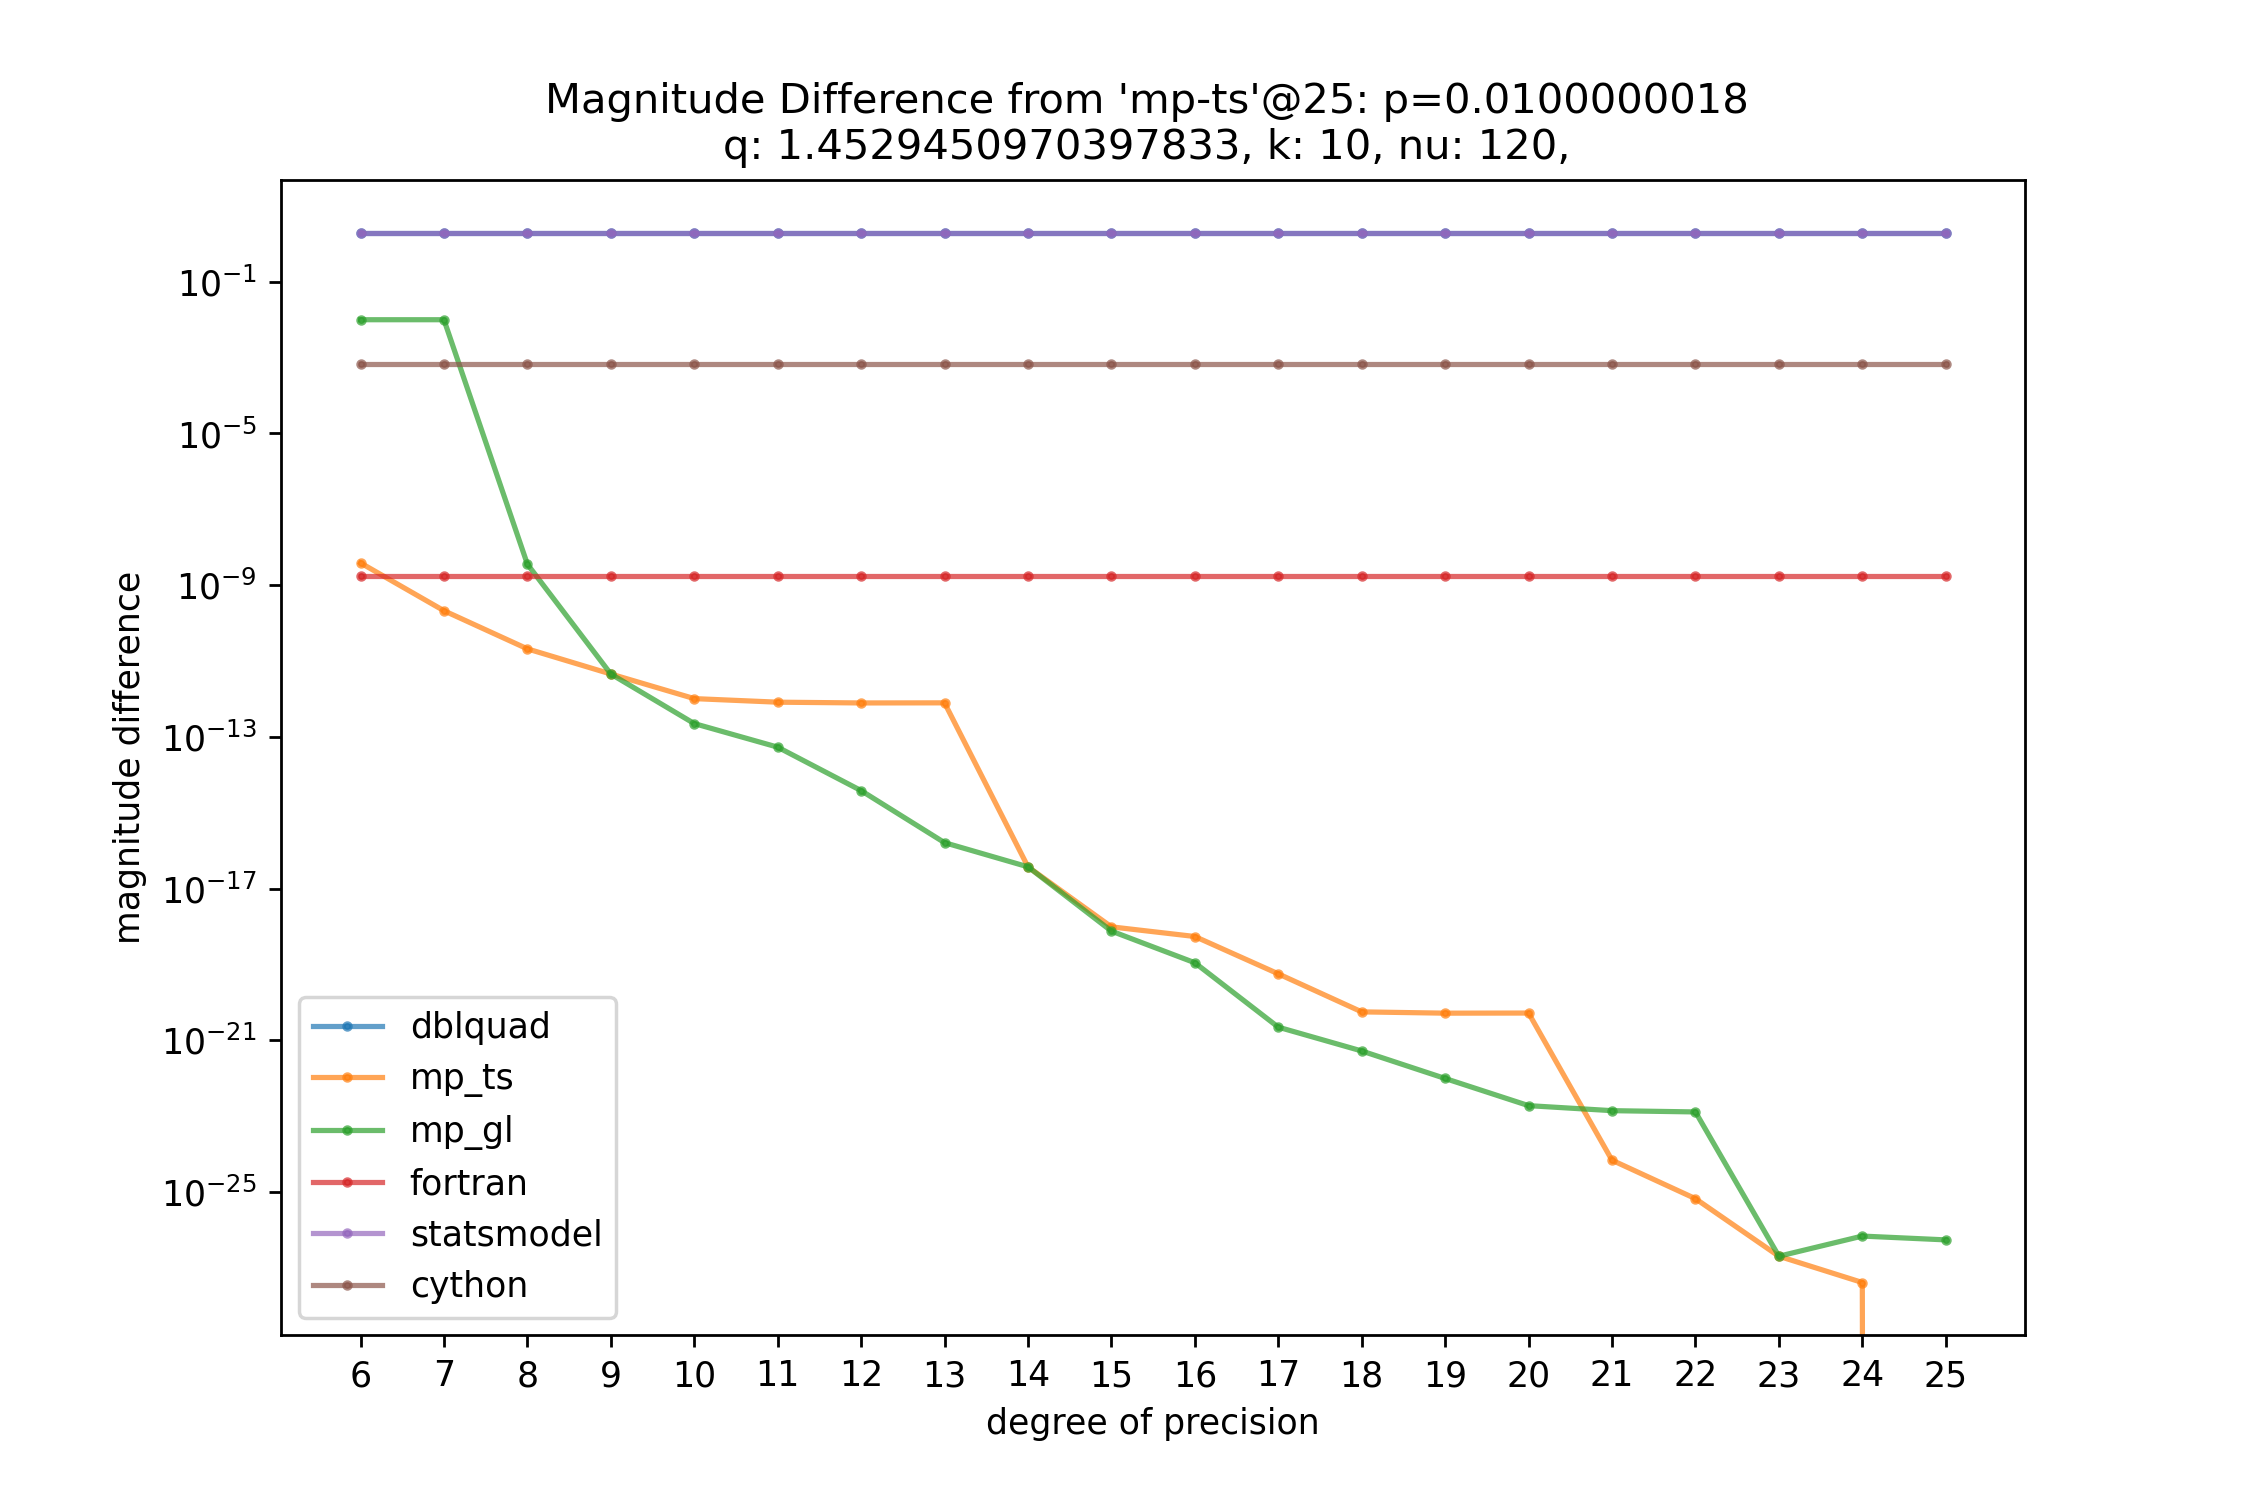 Magnitude Difference from 'mp-ts'@25: p=0.0100000018
q: 1.4529450970397833, k: 10, nu: 120,
magnitude difference
10⁻¹
10⁻⁵
10⁻⁹
10⁻¹³
10⁻¹⁷
10⁻²¹
10⁻²⁵
dblquad
mp_ts
mp_gl
fortran
statsmodel
cython
6 7 8 9 10 11 12 13 14 15 16 17 18 19 20 21 22 23 24 25
degree of precision